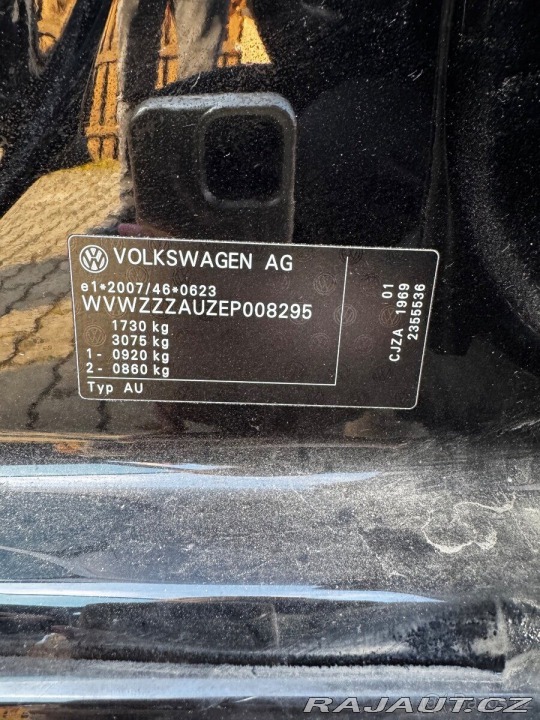 VOLKSWAGEN AG
e1*2007/46*0623
WVWZZZAUZEP008295
1730 kg
3075 kg
1- 0920 kg
2- 0860 kg
Typ AU
01
CJZA 1969
2355536
RAJAUT.CZ